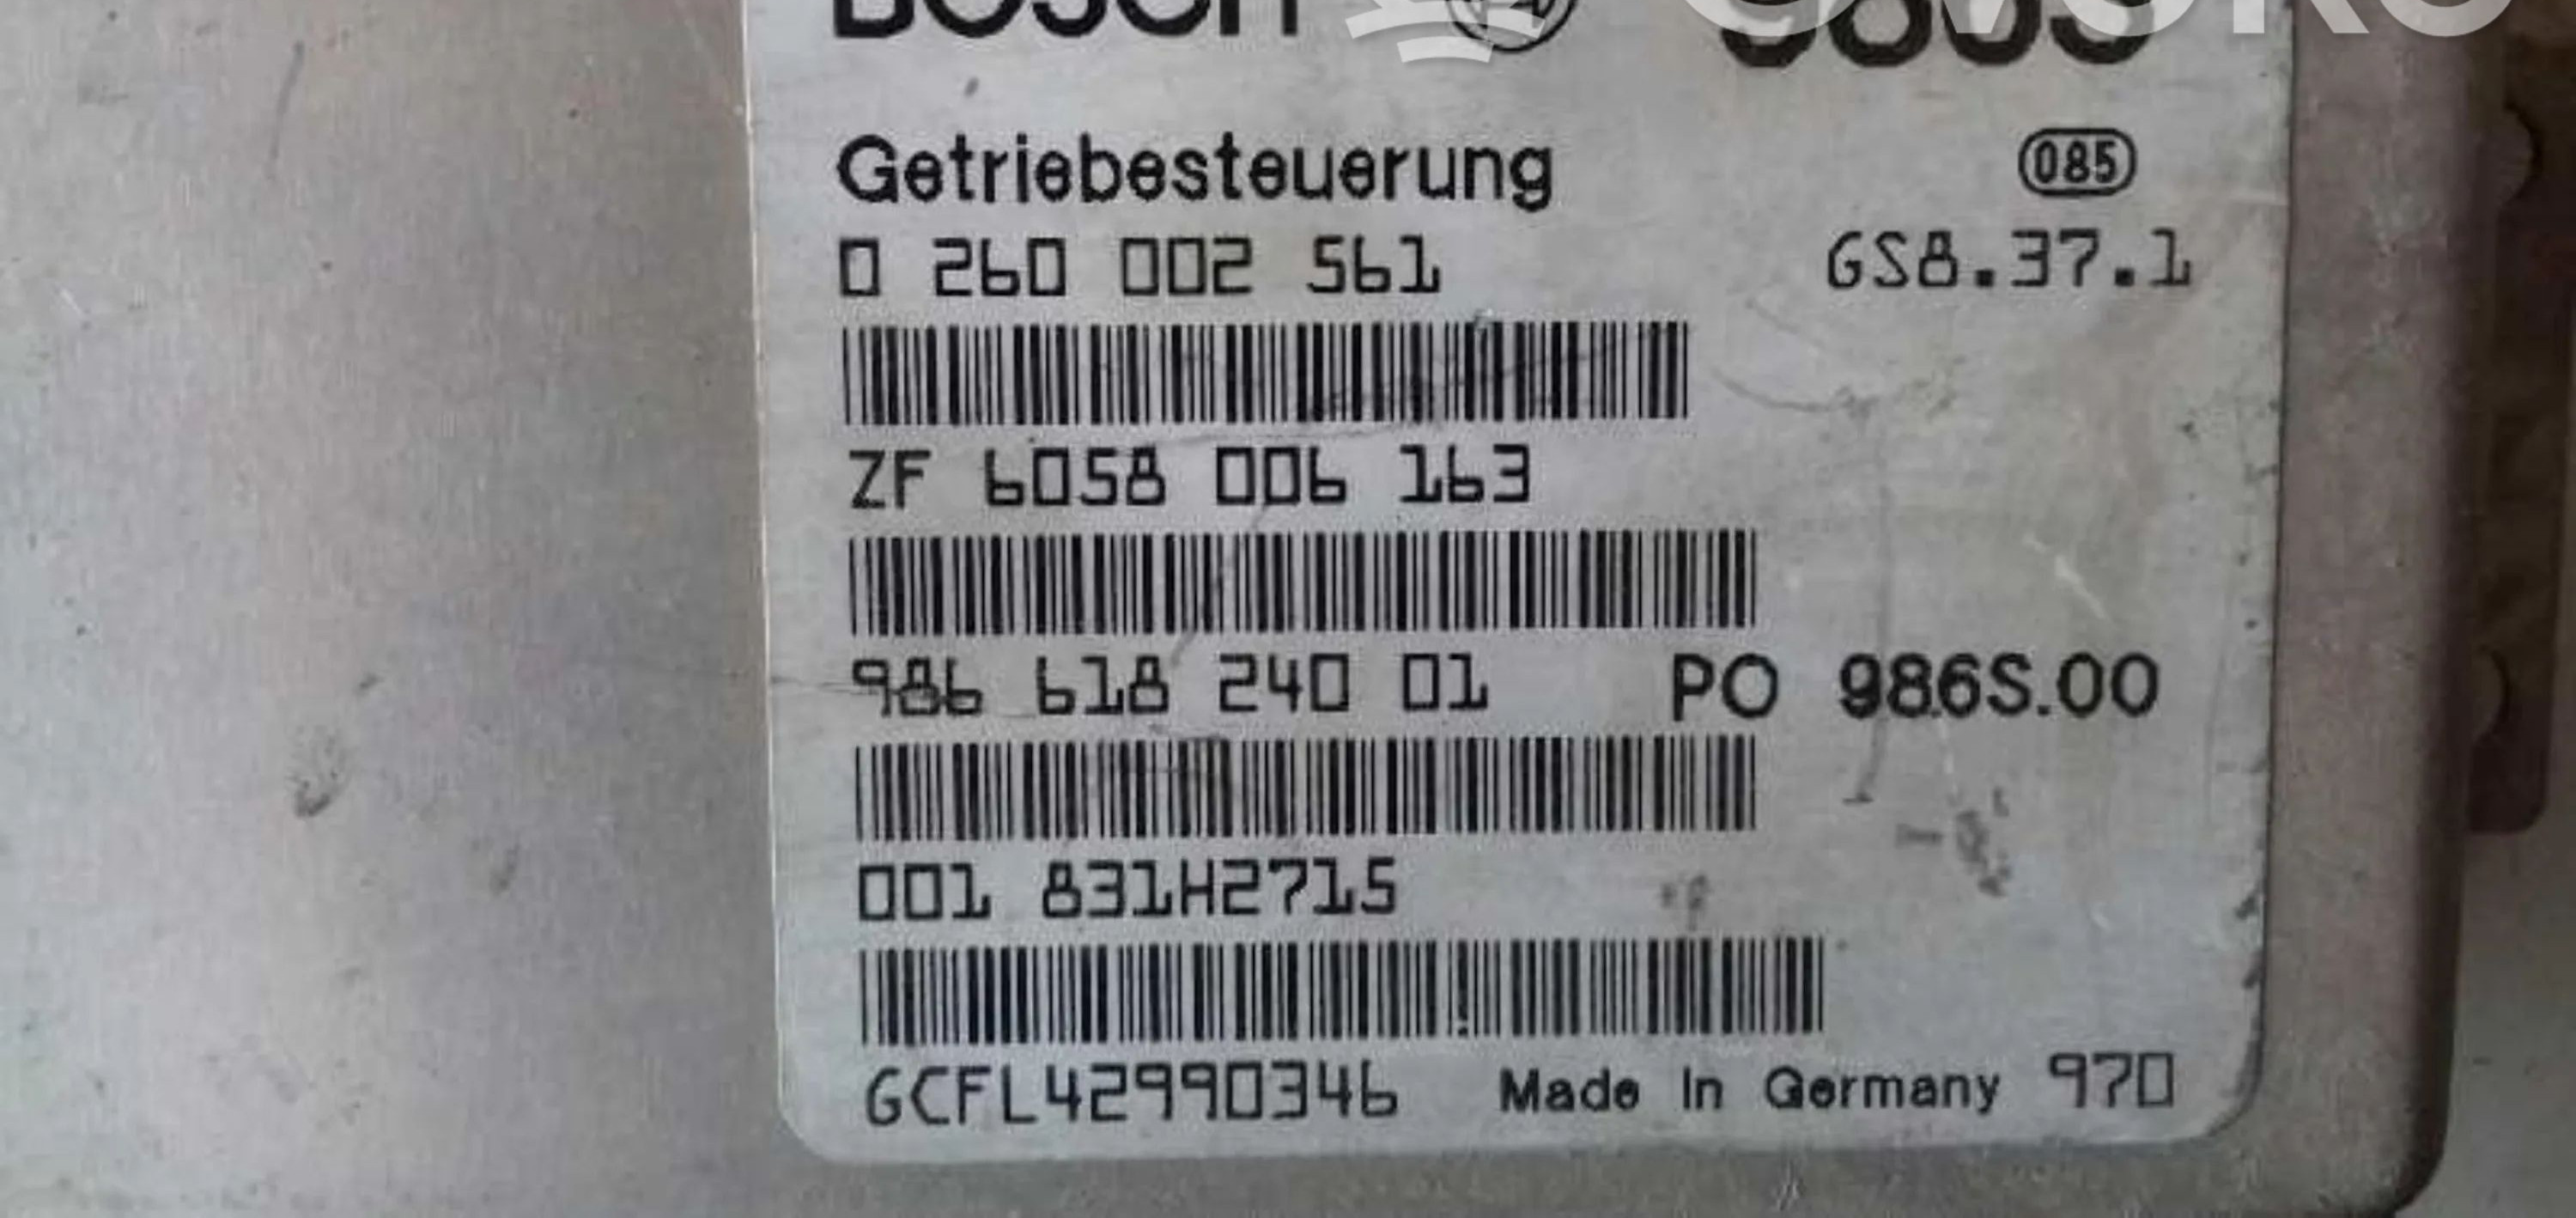 BOSCH
Getriebesteuerung 085
0 260 002 561 GS8.37.1
ZF 6058 006 163
986 618 240 01 PO 986S.00
001 831H2715
GCFL42990346 Made In Germany 970